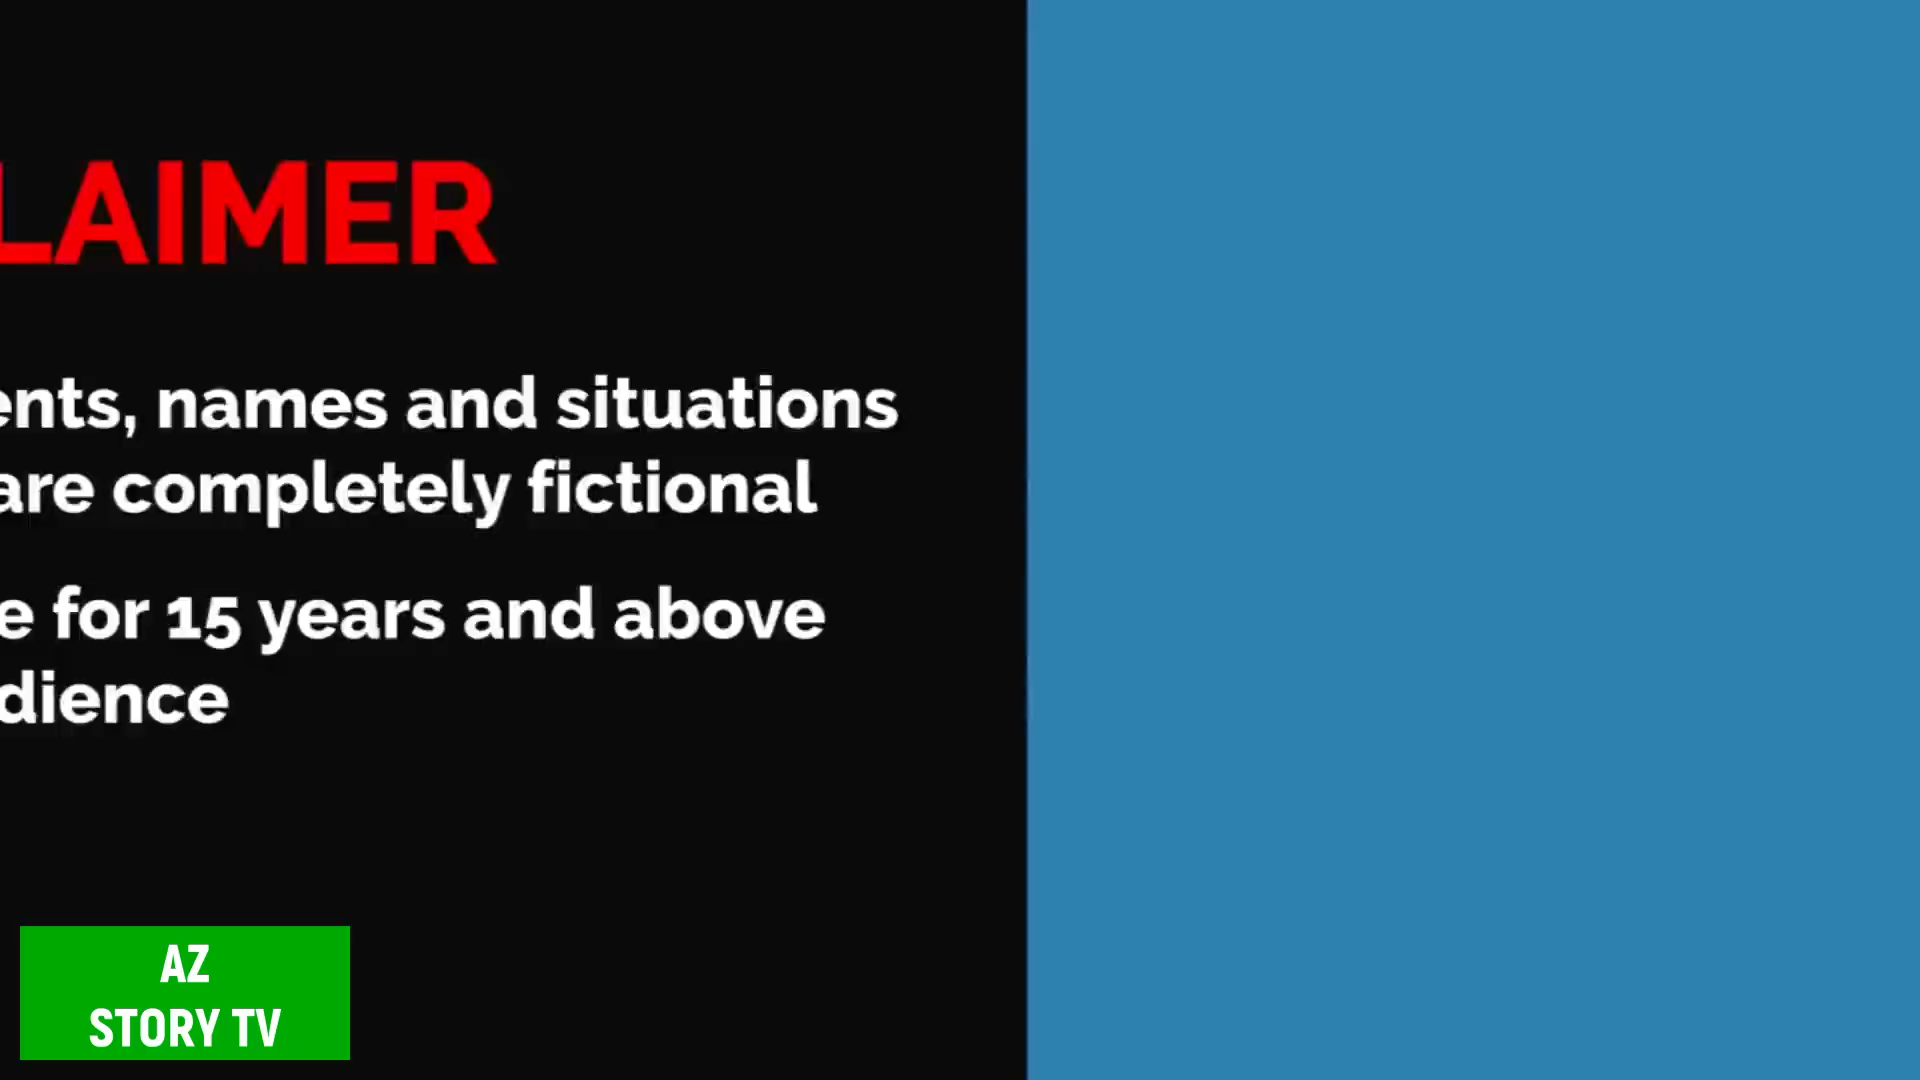 LAIMER
ents, names and situations
are completely fictional
e for 15 years and above
dience
AZ
STORY TV